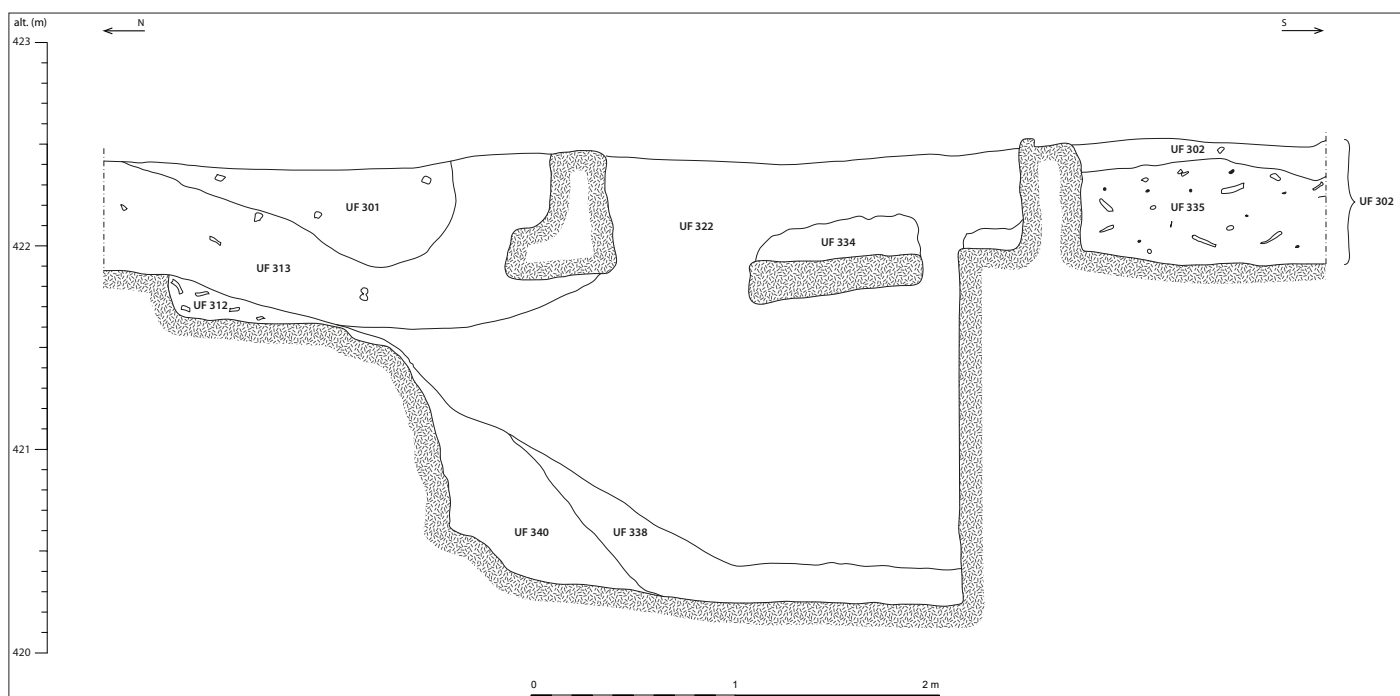 alt. (m)
N
S
423
UF 302
UF 301
UF 335
UF 302
UF 322
422
UF 334
UF 313
UF 312
421
UF 340
UF 338
420
0
1
2 m